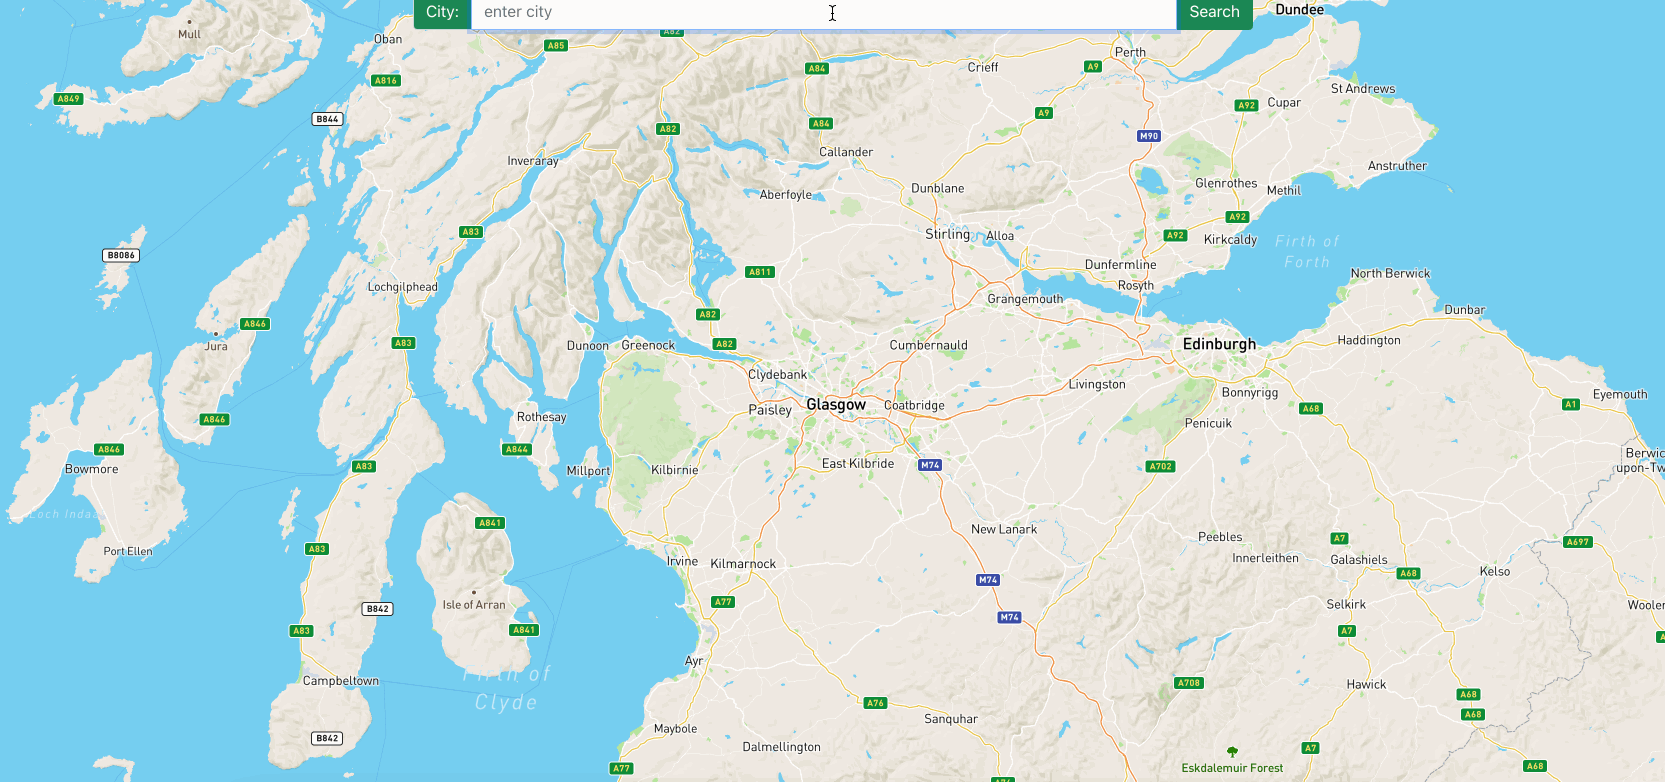 City:
enter city
Search
Dundee
Mull
Oban
A82
A85
Perth
Crieff
A9
A84
A816
St Andrews
A849
B844
A92
Cupar
A9
A84
A82
M90
Callander
Inveraray
Anstruther
Aberfoyle
Dunblane
Glenrothes
Methil
A92
A83
Stirling
Alloa
A92
Kirkcaldy
Firth of
Forth
B8086
Dunfermline
A811
North Berwick
Lochgilphead
Rosyth
Grangemouth
A82
Dunbar
A846
Jura
A83
Dunoon
Greenock
A82
Cumbernauld
Edinburgh
Haddington
Clydebank
Livingston
Bonnyrigg
Eyemouth
Paisley
Glasgow
Coatbridge
A68
A1
A846
Rothesay
Penicuik
A846
A844
Bowmore
A83
Millport
Kilbirnie
East Kilbride
M74
A702
Berwic
upon-Tw
Loch Indaa
A841
New Lanark
Peebles
A7
A697
Port Ellen
A83
Irvine
Kilmarnock
Innerleithen
Galashiels
A68
Kelso
M74
Isle of Arran
B842
A77
M74
Selkirk
Wooler
A83
A841
A7
Ayr
Firth of
Clyde
Campbeltown
A708
Hawick
A68
A76
A68
Sanquhar
Maybole
B842
Dalmellington
A7
A77
Eskdalemuir Forest
A68